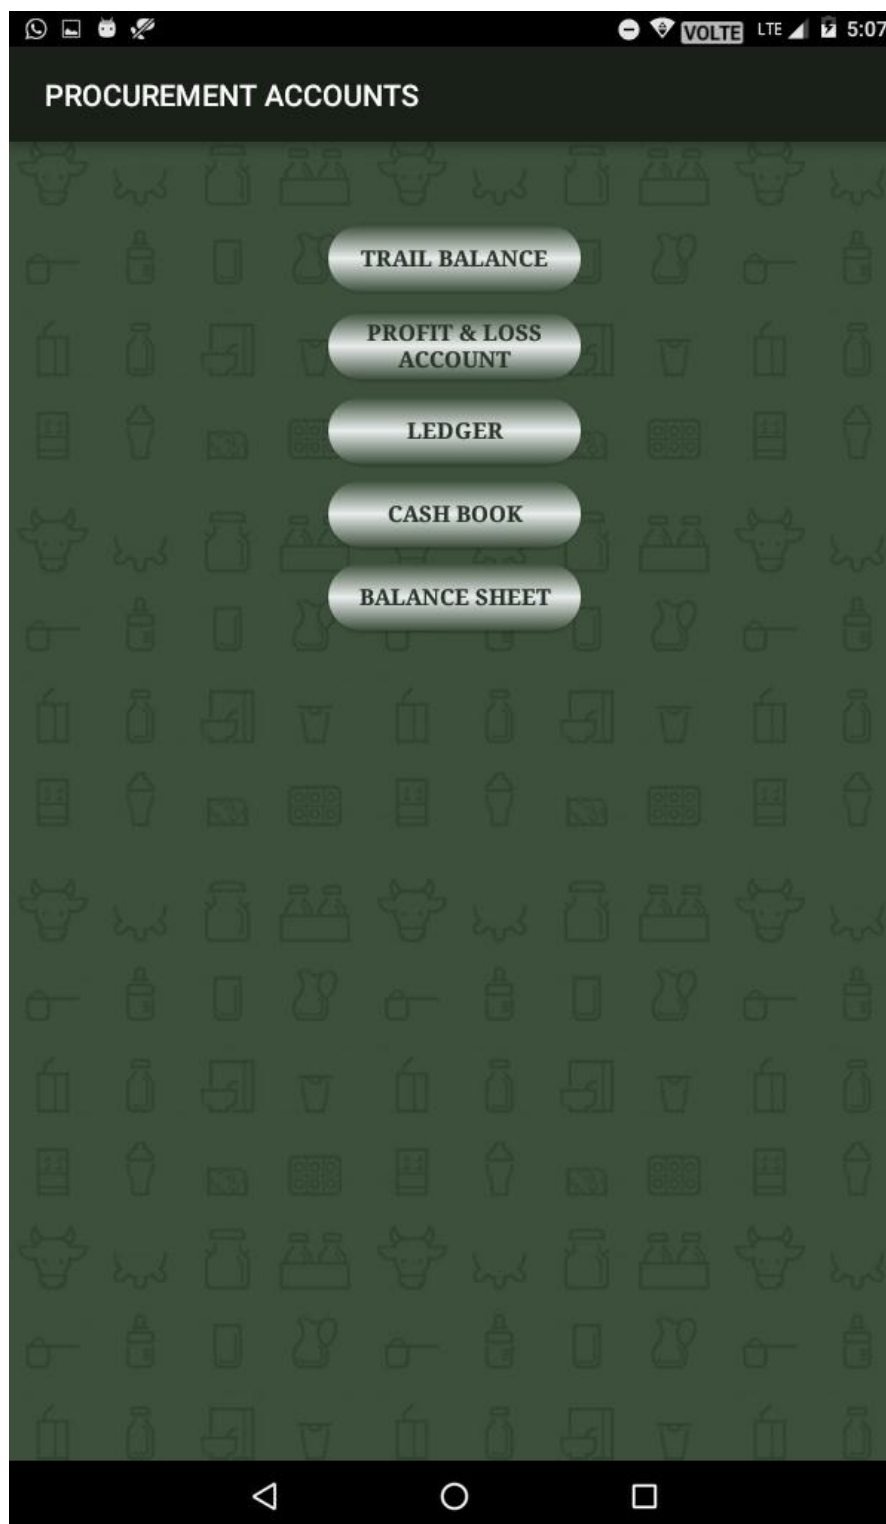 VOLTE LTE 5:07
PROCUREMENT ACCOUNTS
TRAIL BALANCE
PROFIT & LOSS
ACCOUNT
LEDGER
CASH BOOK
BALANCE SHEET